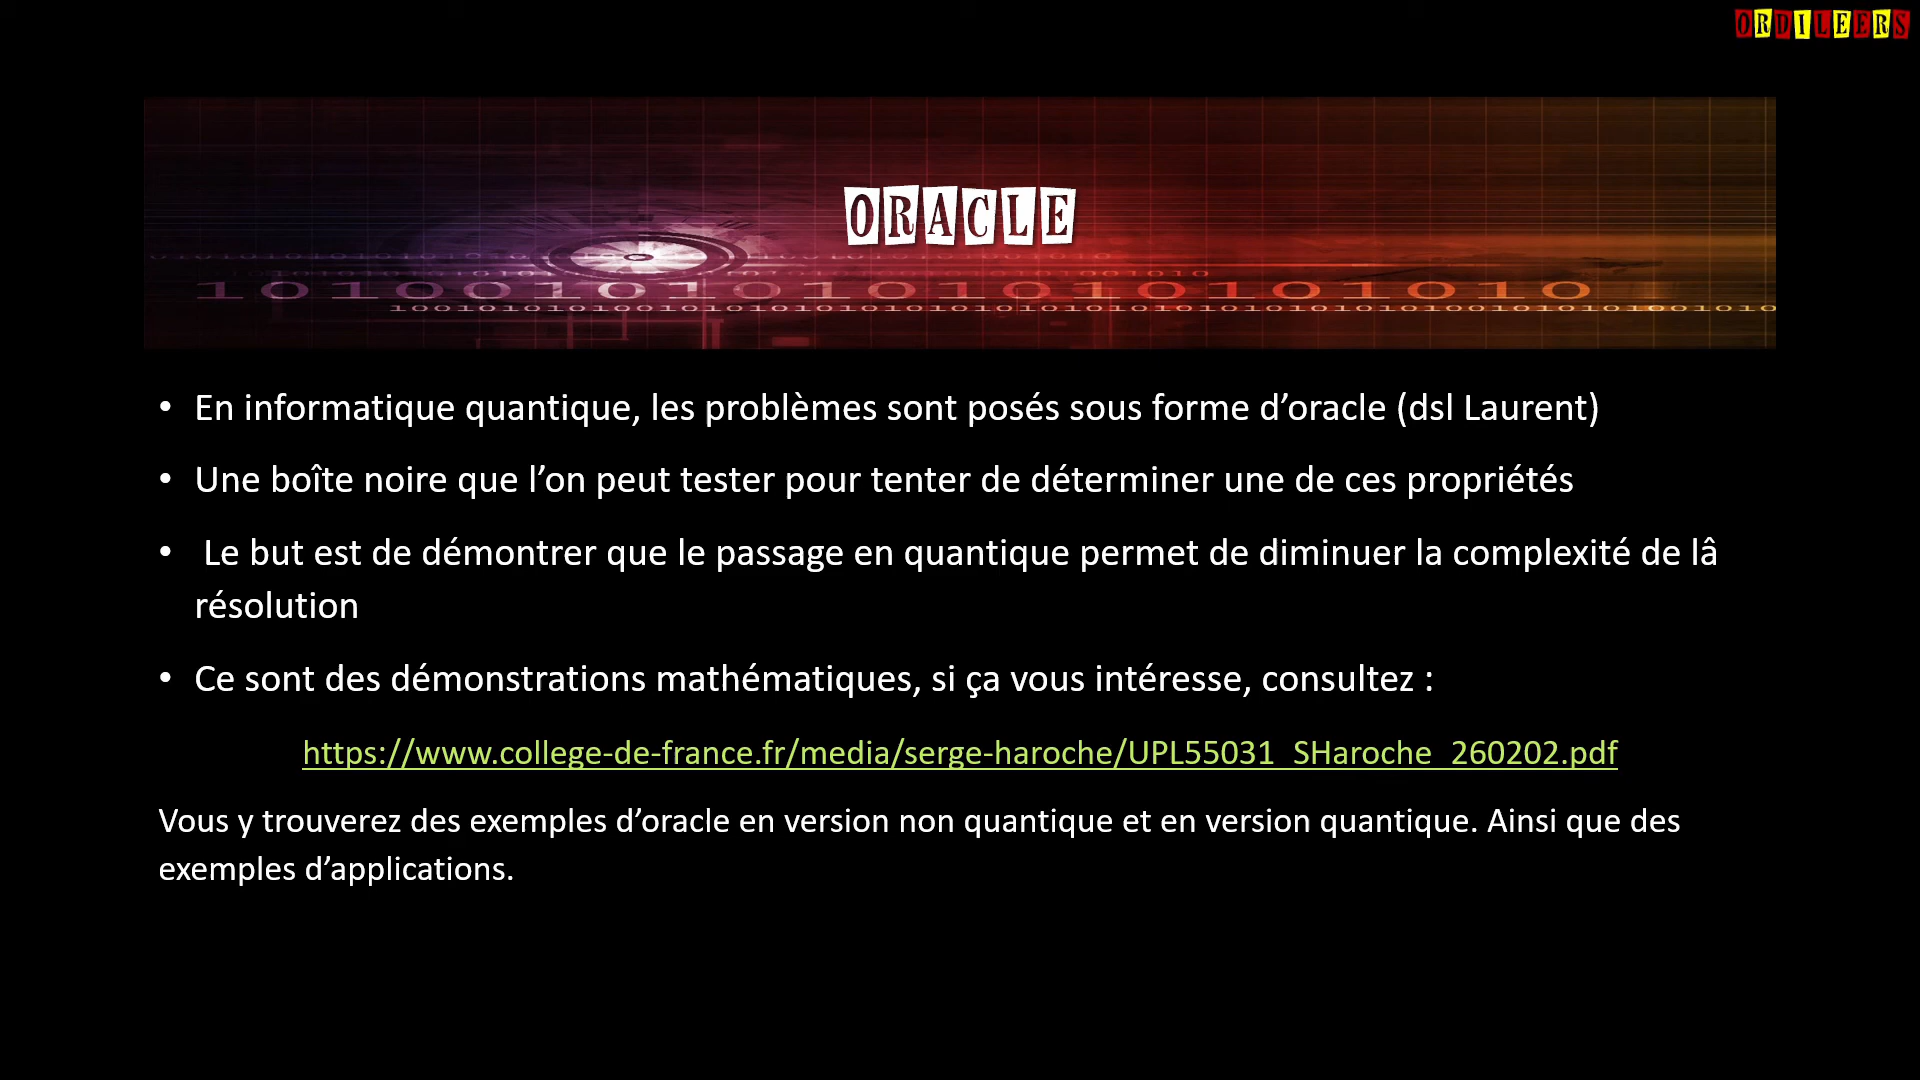 ORDILEERS
ORACLE
1010010101010101010101010
• En informatique quantique, les problèmes sont posés sous forme d’oracle (dsl Laurent)
• Une boîte noire que l’on peut tester pour tenter de déterminer une de ces propriétés
• Le but est de démontrer que le passage en quantique permet de diminuer la complexité de lâ
résolution
• Ce sont des démonstrations mathématiques, si ça vous intéresse, consultez :
https://www.college-de-france.fr/media/serge-haroche/UPL55031_SHaroche_260202.pdf
Vous y trouverez des exemples d’oracle en version non quantique et en version quantique. Ainsi que des
exemples d’applications.